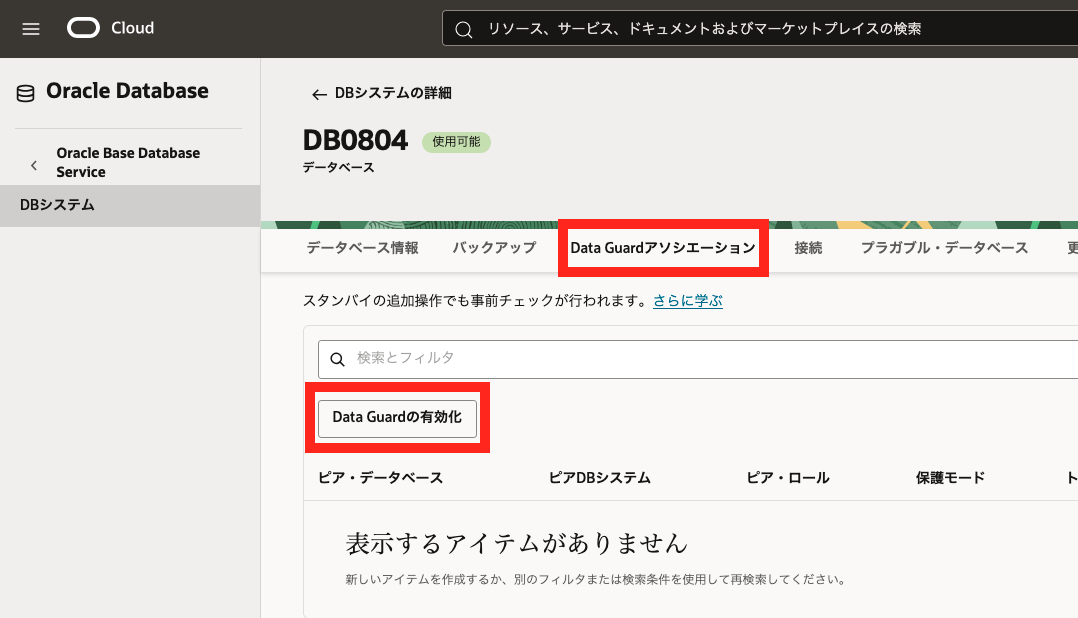 Cloud
リソース、サービス、ドキュメントおよびマーケットプレイスの検索
Oracle Database
Oracle Base Database
Service
DBシステム
← DBシステムの詳細
DB0804 使用可能
データベース
データベース情報 バックアップ Data Guardアソシエーション 接続 プラガブル・データベース 更
スタンバイの追加操作でも事前チェックが行われます。さらに学ぶ
検索とフィルタ
Data Guardの有効化
ピア・データベース ピアDBシステム ピア・ロール 保護モード ト
表示するアイテムがありません
新しいアイテムを作成するか、別のフィルタまたは検索条件を使用して再検索してください。